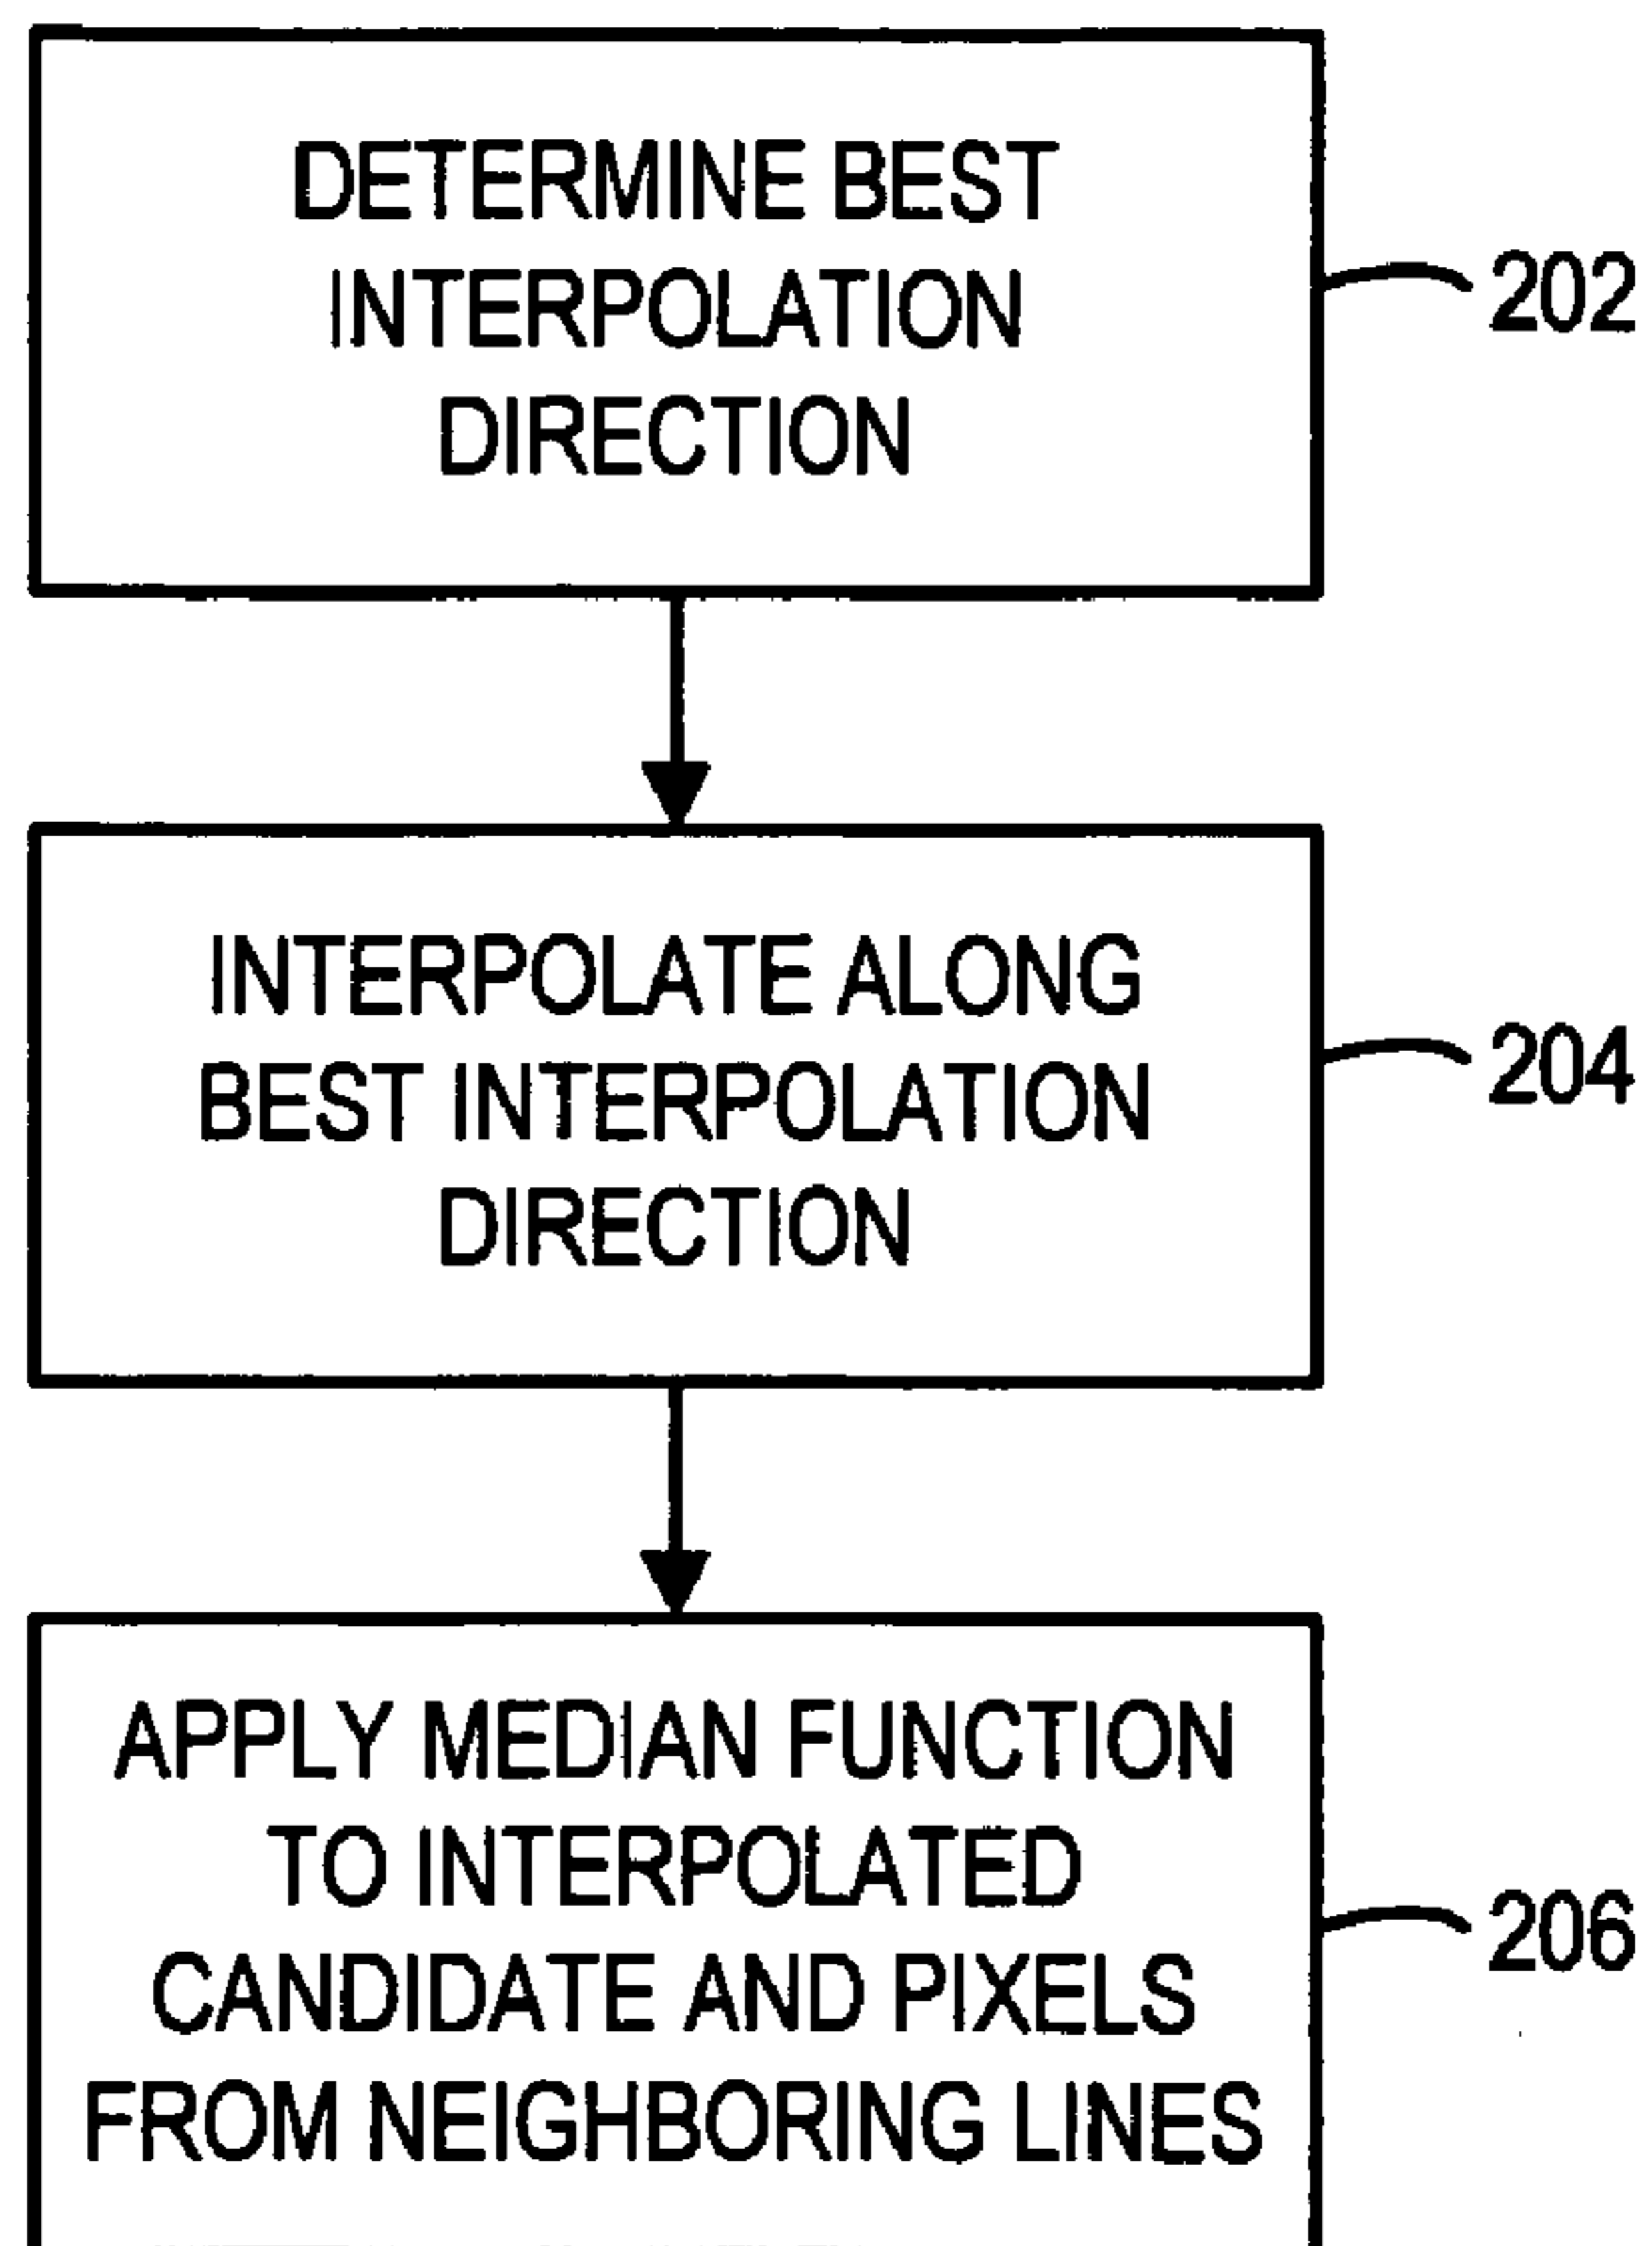 DETERMINE BEST
INTERPOLATION
DIRECTION
202
INTERPOLATE ALONG
BEST INTERPOLATION
DIRECTION
204
APPLY MEDIAN FUNCTION
TO INTERPOLATED
CANDIDATE AND PIXELS
FROM NEIGHBORING LINES
206